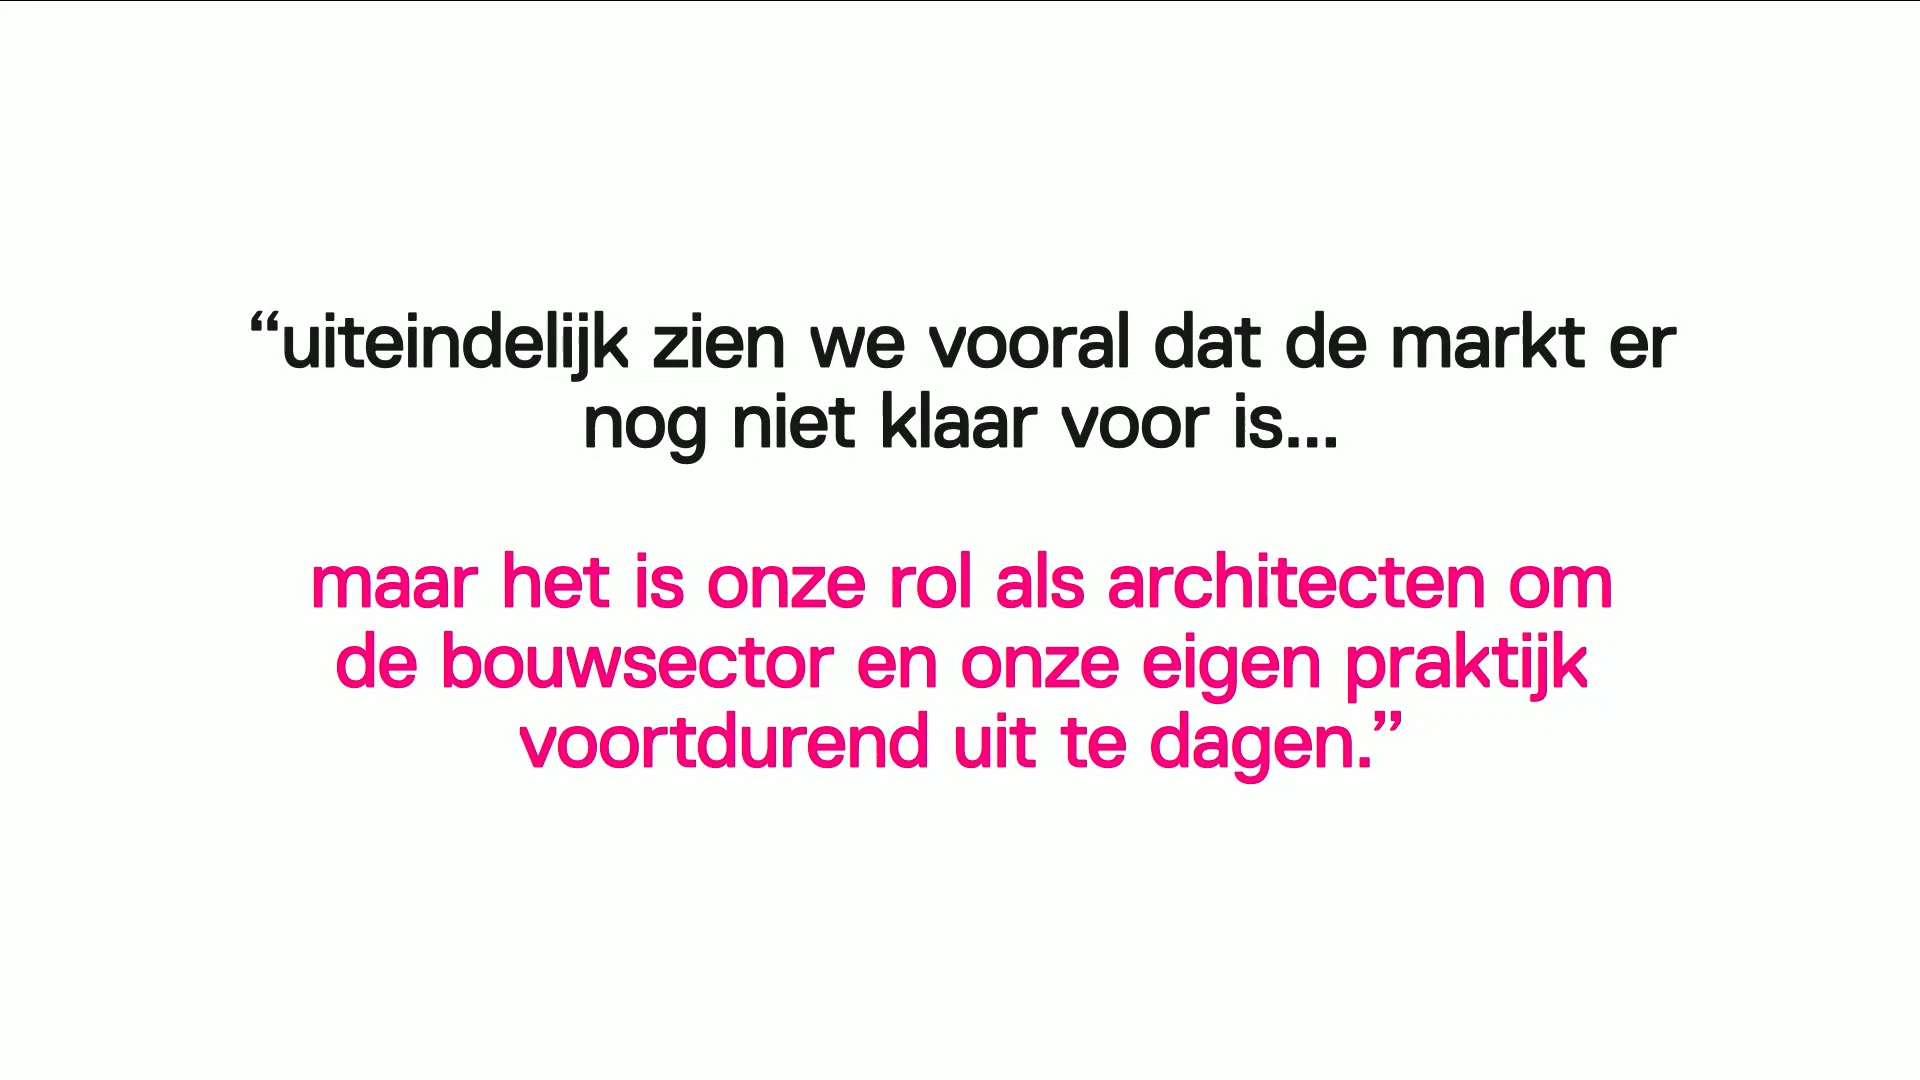 “uiteindelijk zien we vooral dat de markt er
nog niet klaar voor is...
maar het is onze rol als architecten om
de bouwsector en onze eigen praktijk
voortdurend uit te dagen.”